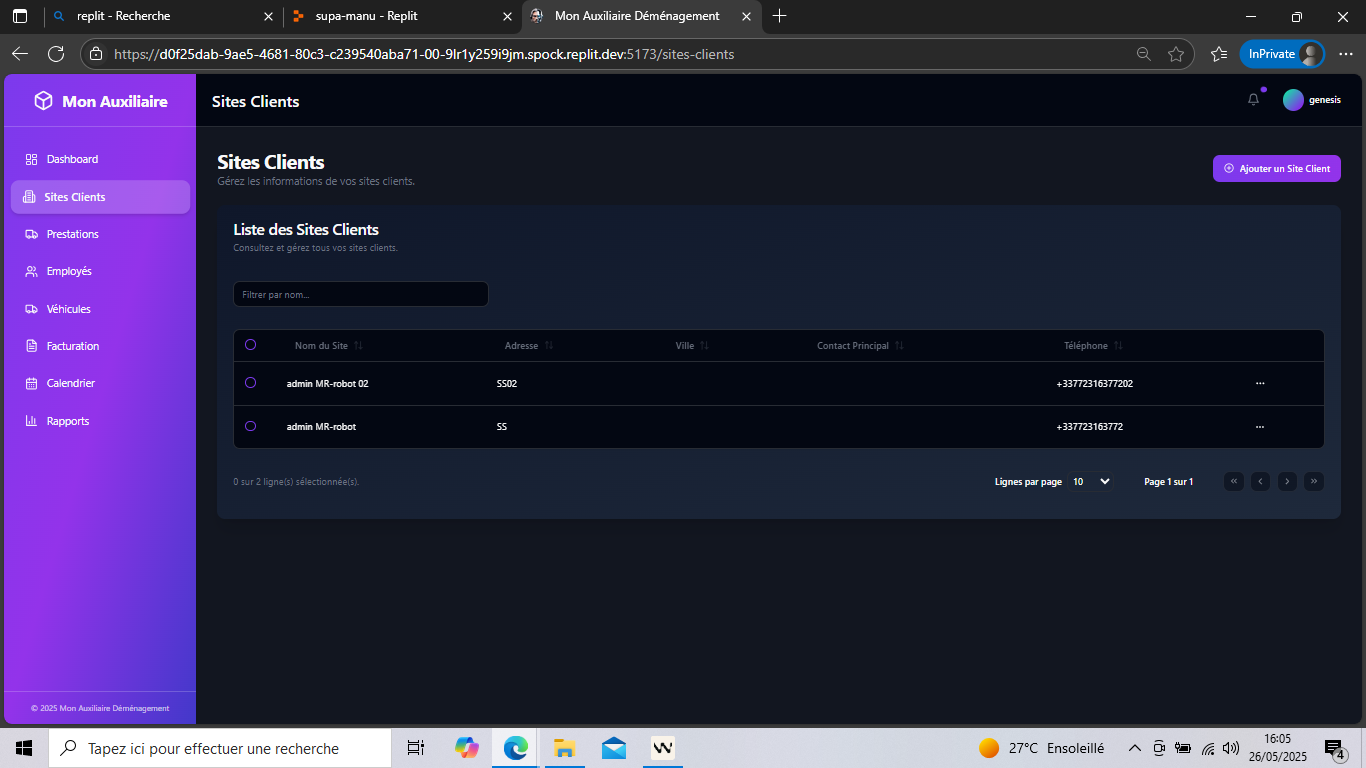 replit - Recherche
supa-manu - Replit
Mon Auxiliaire Déménagement
https://d0f25dab-9ae5-4681-80c3-c239540aba71-00-9lr1y259i9jm.spock.replit.dev:5173/sites-clients
InPrivate
Mon Auxiliaire
Sites Clients
genesis
Dashboard
Sites Clients
Prestations
Employés
Véhicules
Facturation
Calendrier
Rapports
© 2025 Mon Auxiliaire Déménagement
Sites Clients
Gérez les informations de vos sites clients.
Ajouter un Site Client
Liste des Sites Clients
Consultez et gérez tous vos sites clients.
Filtrer par nom...
Nom du Site Adresse Ville Contact Principal Téléphone
admin MR-robot 02 SS02 +33772316377202 ...
admin MR-robot SS +337723163772 ...
0 sur 2 ligne(s) sélectionnée(s).
Lignes par page 10 Page 1 sur 1
Tapez ici pour effectuer une recherche
27°C Ensoleillé
16:05
26/05/2025
4